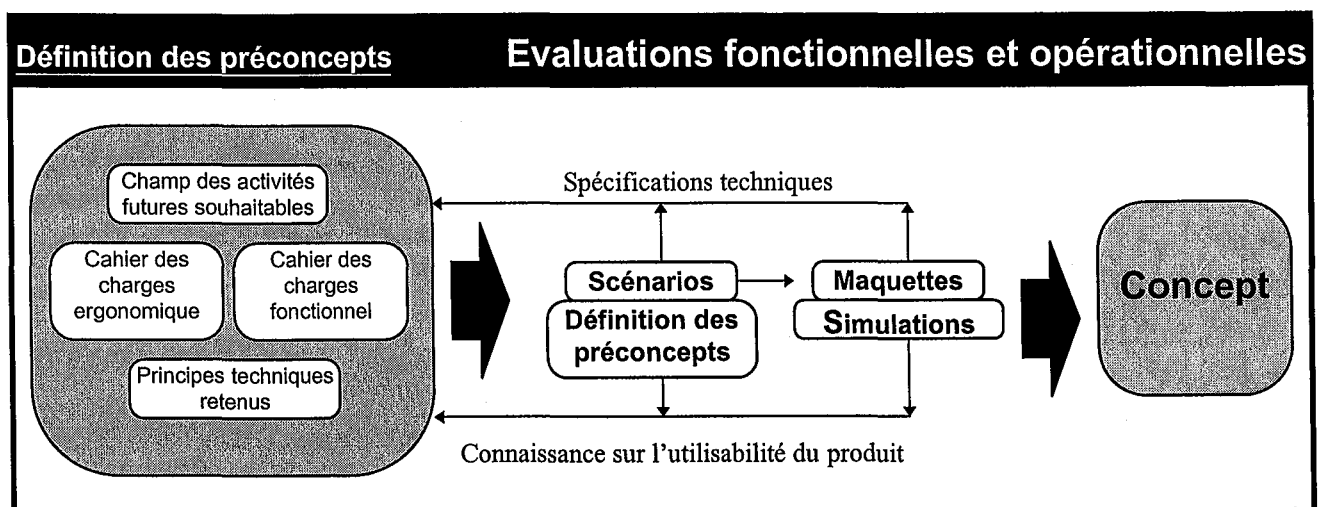 Définition des préconcepts
Evaluations fonctionnelles et opérationnelles
Champ des activités
futures souhaitables
Cahier des
charges
ergonomique
Cahier des
charges
fonctionnel
Principes techniques
retenus
Spécifications techniques
Scénarios
Définition des
préconcepts
Maquettes
Simulations
Connaissance sur l'utilisabilité du produit
Concept